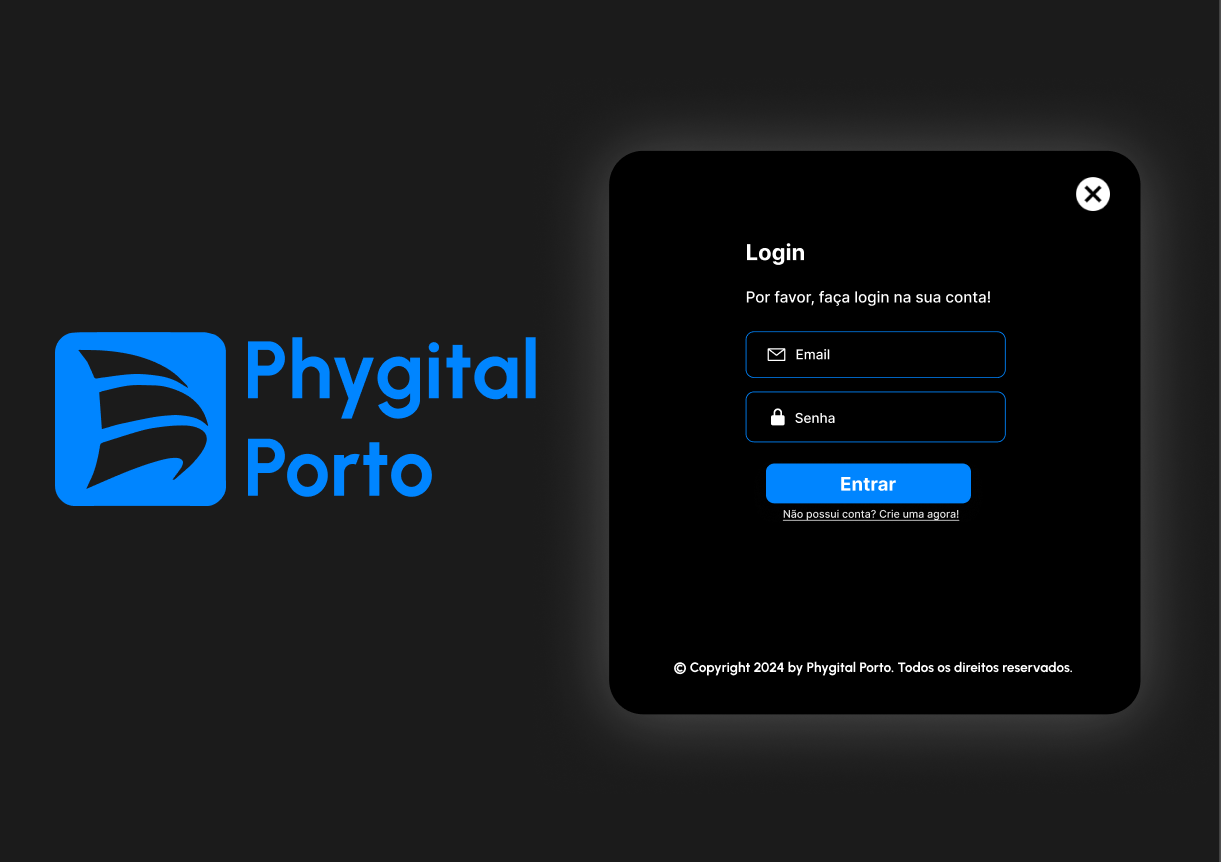 Phygital
Porto
Login
Por favor, faça login na sua conta!
Email
Senha
Entrar
Não possui conta? Crie uma agora!
© Copyright 2024 by Phygital Porto. Todos os direitos reservados.